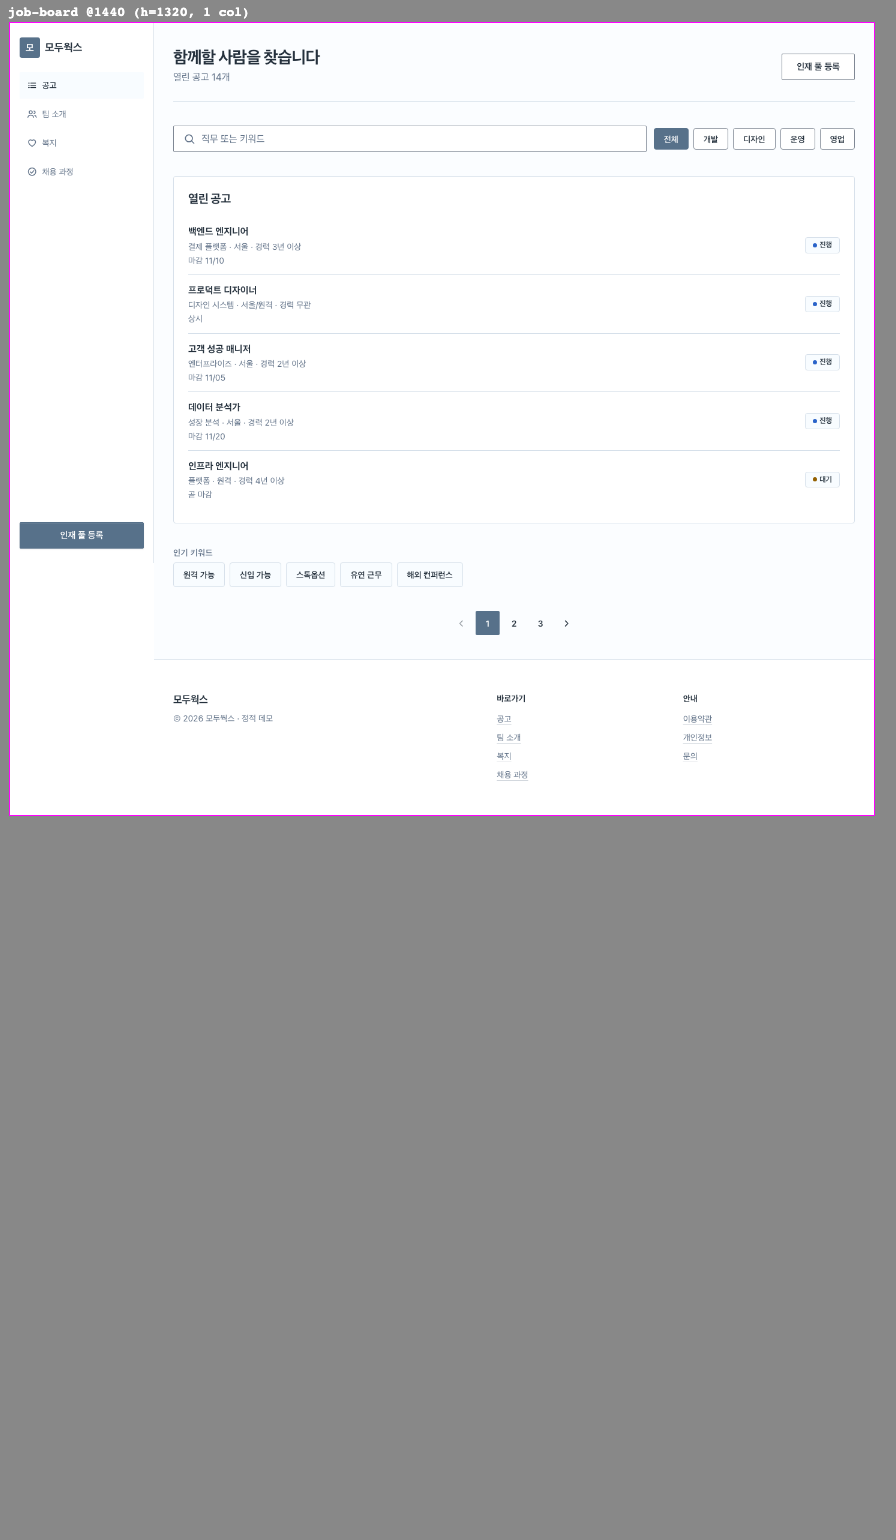 job-board @1440 (h=1320, 1 col)
모 모두웍스
공고
팀 소개
복지
채용 과정
인재 풀 등록
함께할 사람을 찾습니다
열린 공고 14개
인재 풀 등록
직무 또는 키워드
전체 개발 디자인 운영 영업
열린 공고
백엔드 엔지니어
결제 플랫폼 · 서울 · 경력 3년 이상
마감 11/10
진행
프로덕트 디자이너
디자인 시스템 · 서울/원격 · 경력 무관
상시
진행
고객 성공 매니저
엔터프라이즈 · 서울 · 경력 2년 이상
마감 11/05
진행
데이터 분석가
성장 분석 · 서울 · 경력 2년 이상
마감 11/20
진행
인프라 엔지니어
플랫폼 · 원격 · 경력 4년 이상
곧 마감
대기
인기 키워드
원격 가능 신입 가능 스톡옵션 유연 근무 해외 컨퍼런스
1 2 3
모두웍스
© 2026 모두웍스 · 정적 데모
바로가기
공고
팀 소개
복지
채용 과정
안내
이용약관
개인정보
문의